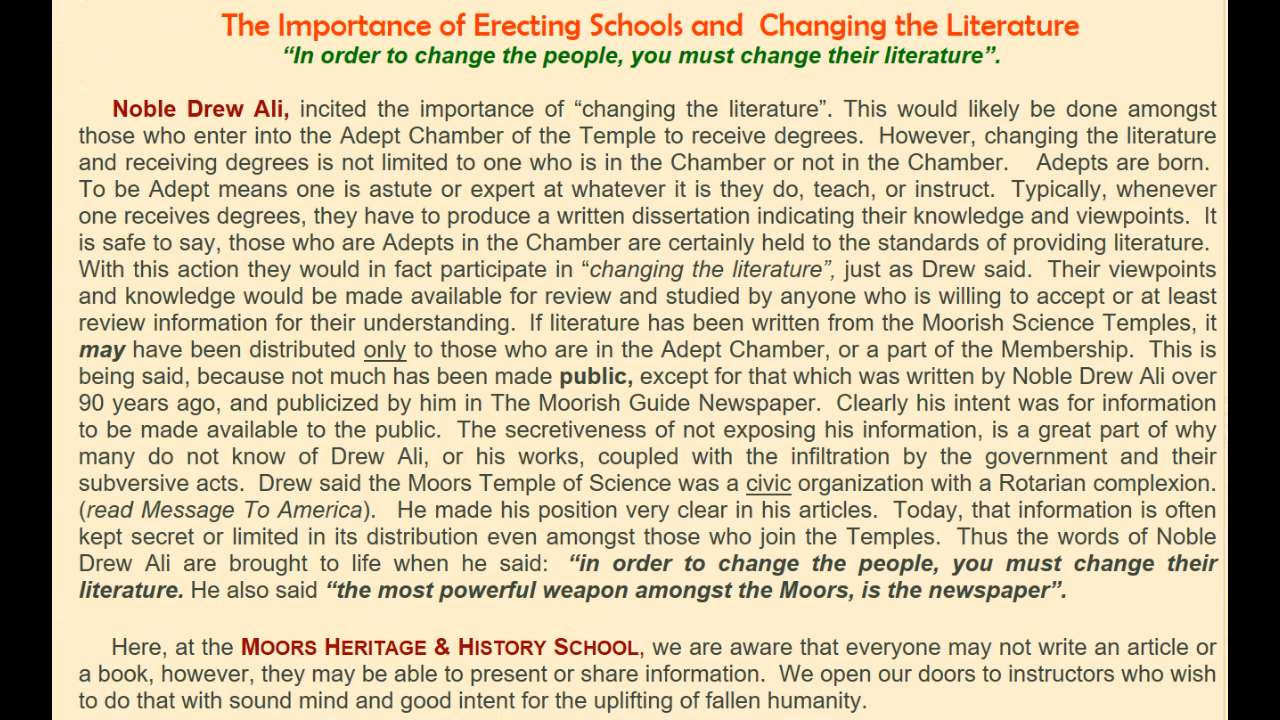 The Importance of Erecting Schools and  Changing the Literature
“In order to change the people, you must change their literature”.
Noble Drew Ali, incited the importance of “changing the literature”. This would likely be done amongst
those who enter into the Adept Chamber of the Temple to receive degrees.  However, changing the literature
and receiving degrees is not limited to one who is in the Chamber or not in the Chamber.   Adepts are born.
To be Adept means one is astute or expert at whatever it is they do, teach, or instruct.  Typically, whenever
one receives degrees, they have to produce a written dissertation indicating their knowledge and viewpoints.  It
is safe to say, those who are Adepts in the Chamber are certainly held to the standards of providing literature.
With this action they would in fact participate in “changing the literature”, just as Drew said.  Their viewpoints
and knowledge would be made available for review and studied by anyone who is willing to accept or at least
review information for their understanding.  If literature has been written from the Moorish Science Temples, it
may have been distributed only to those who are in the Adept Chamber, or a part of the Membership.  This is
being said, because not much has been made public, except for that which was written by Noble Drew Ali over
90 years ago, and publicized by him in The Moorish Guide Newspaper.  Clearly his intent was for information
to be made available to the public.  The secretiveness of not exposing his information, is a great part of why
many do not know of Drew Ali, or his works, coupled with the infiltration by the government and their
subversive acts.  Drew said the Moors Temple of Science was a civic organization with a Rotarian complexion.
(read Message To America).   He made his position very clear in his articles.  Today, that information is often
kept secret or limited in its distribution even amongst those who join the Temples.  Thus the words of Noble
Drew Ali are brought to life when he said:  “in order to change the people, you must change their
literature. He also said “the most powerful weapon amongst the Moors, is the newspaper”.
Here, at the MOORS HERITAGE & HISTORY SCHOOL, we are aware that everyone may not write an article or
a book, however, they may be able to present or share information.  We open our doors to instructors who wish
to do that with sound mind and good intent for the uplifting of fallen humanity.